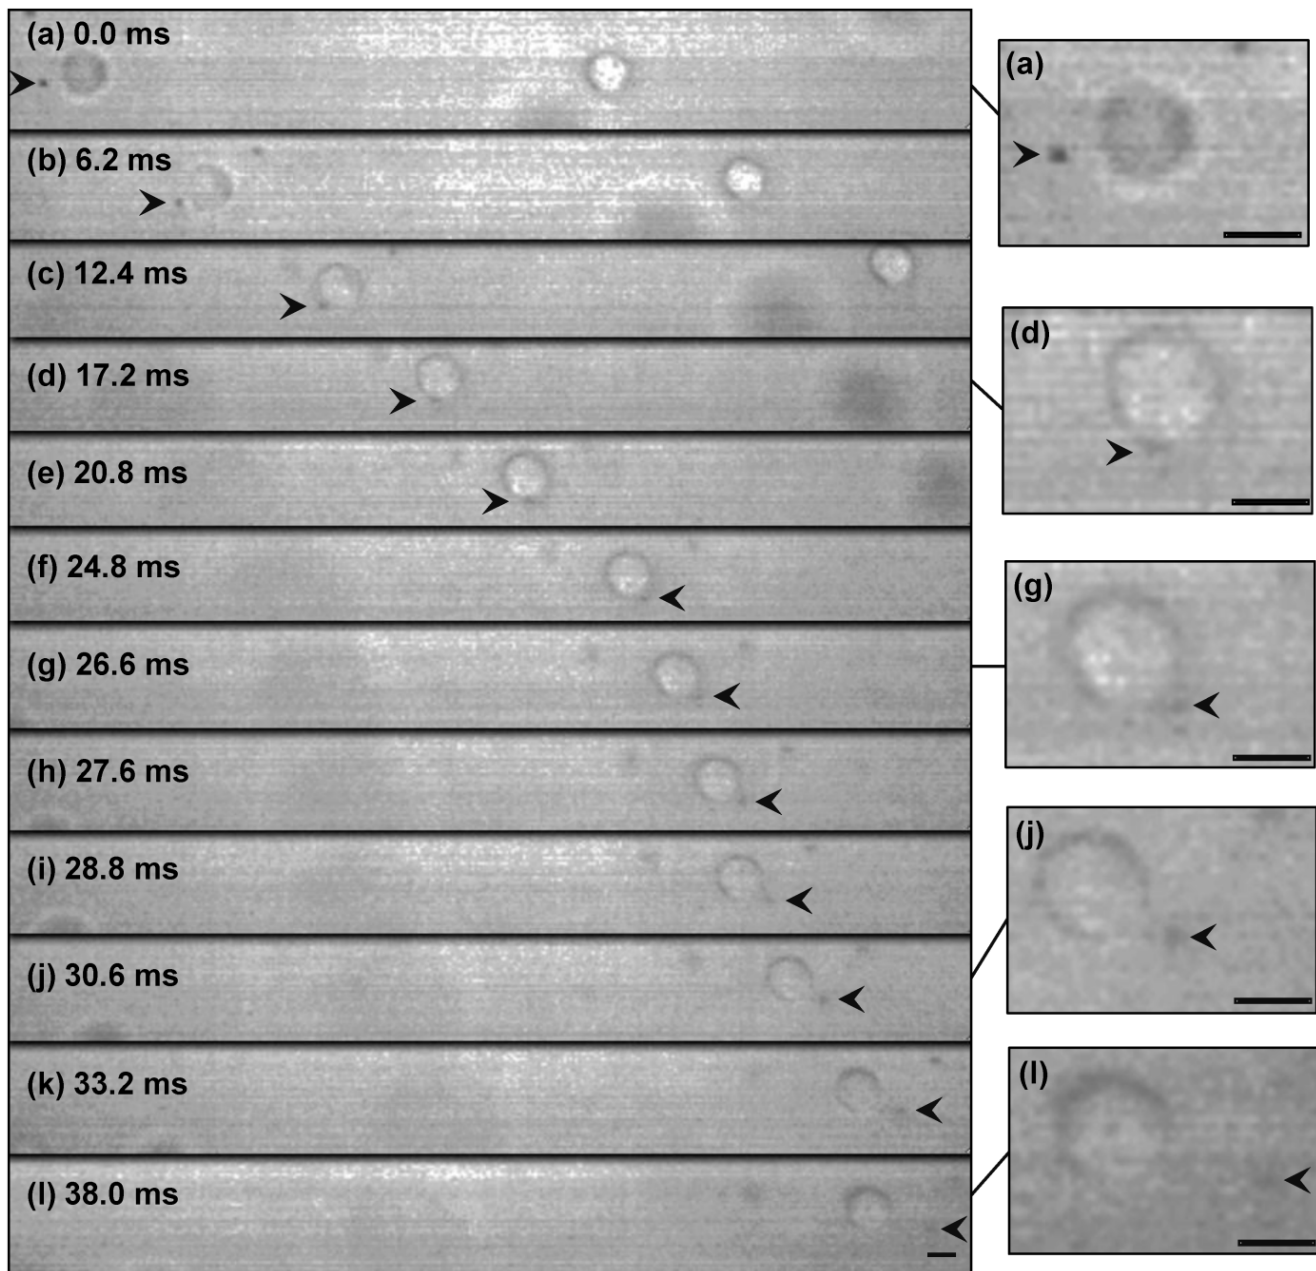 (a) 0.0 ms
(b) 6.2 ms
(c) 12.4 ms
(d) 17.2 ms
(e) 20.8 ms
(f) 24.8 ms
(g) 26.6 ms
(h) 27.6 ms
(i) 28.8 ms
(j) 30.6 ms
(k) 33.2 ms
(l) 38.0 ms
(a)
(d)
(g)
(j)
(l)